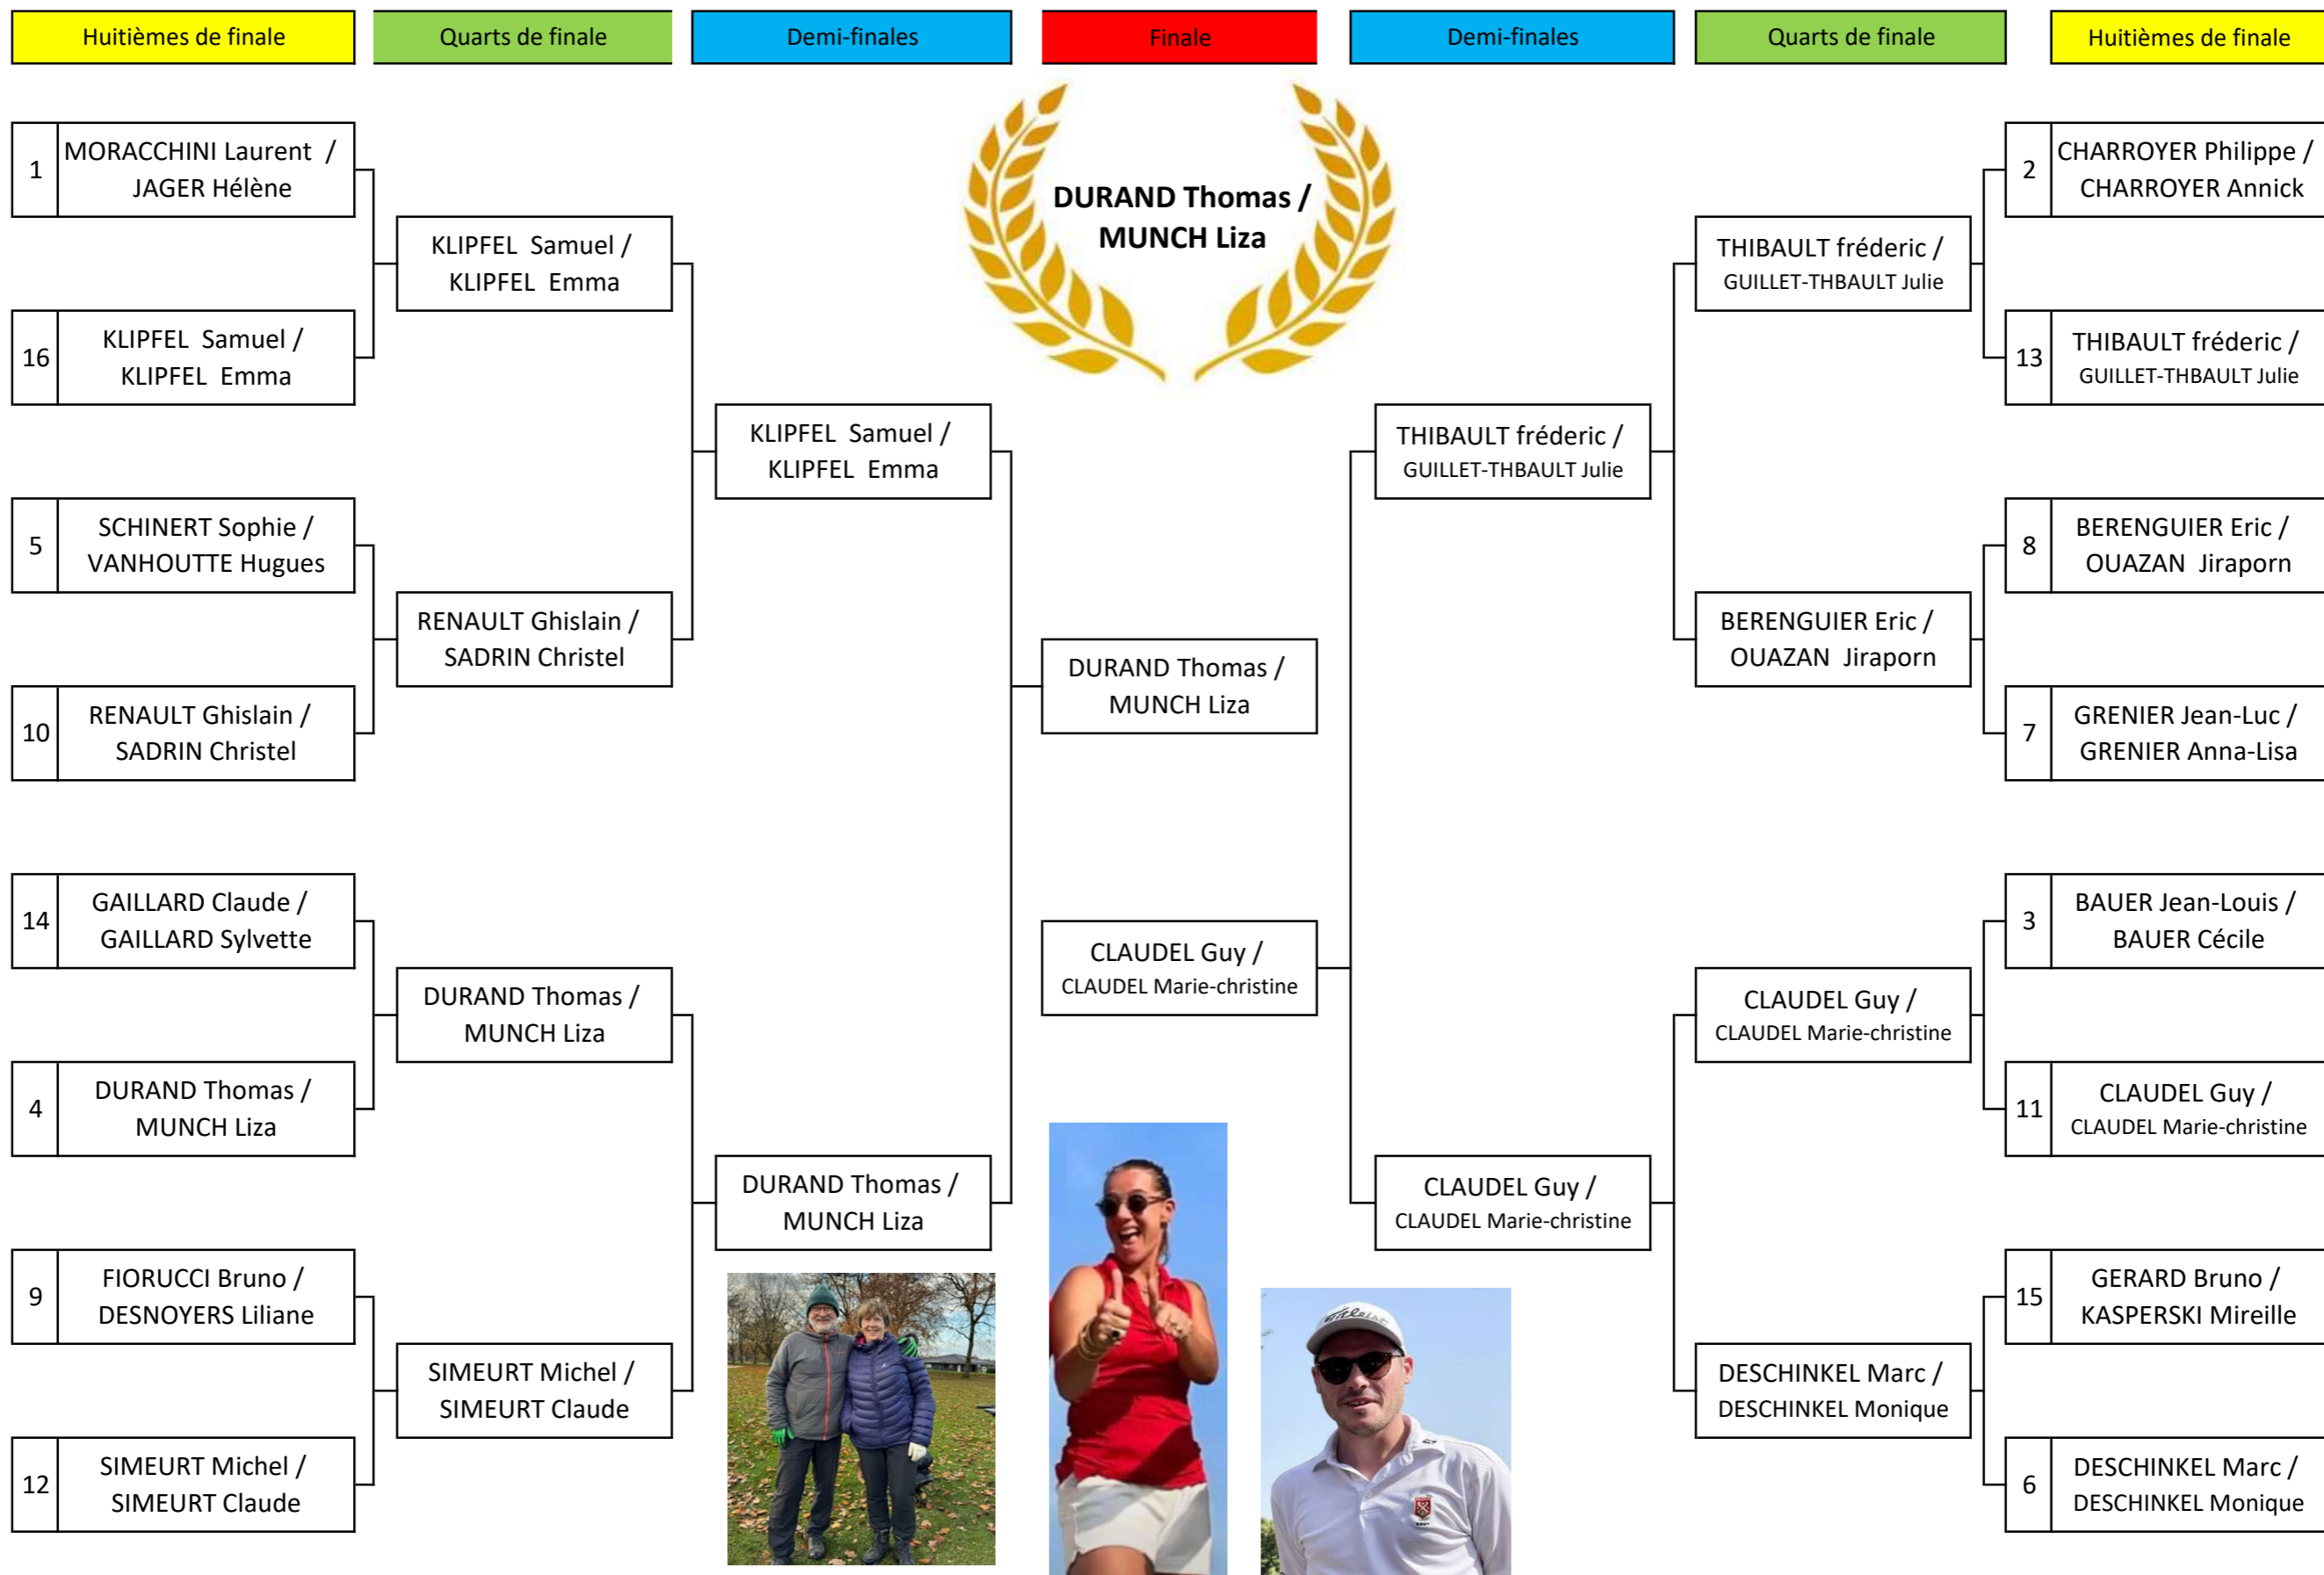 Huitièmes de finale
Quarts de finale
Demi-finales
Finale
Demi-finales
Quarts de finale
Huitièmes de finale
1
MORACCHINI Laurent /
JAGER Hélène
16
KLIPFEL Samuel /
KLIPFEL Emma
5
SCHINERT Sophie /
VANHOUTTE Hugues
10
RENAULT Ghislain /
SADRIN Christel
14
GAILLARD Claude /
GAILLARD Sylvette
4
DURAND Thomas /
MUNCH Liza
9
FIORUCCI Bruno /
DESNOYERS Liliane
12
SIMEURT Michel /
SIMEURT Claude
KLIPFEL Samuel /
KLIPFEL Emma
RENAULT Ghislain /
SADRIN Christel
DURAND Thomas /
MUNCH Liza
SIMEURT Michel /
SIMEURT Claude
KLIPFEL Samuel /
KLIPFEL Emma
DURAND Thomas /
MUNCH Liza
DURAND Thomas /
MUNCH Liza
DURAND Thomas /
MUNCH Liza
CLAUDEL Guy /
CLAUDEL Marie-christine
THIBAULT fréderic /
GUILLET-THBAULT Julie
CLAUDEL Guy /
CLAUDEL Marie-christine
THIBAULT fréderic /
GUILLET-THBAULT Julie
BERENGUIER Eric /
OUAZAN Jiraporn
CLAUDEL Guy /
CLAUDEL Marie-christine
DESCHINKEL Marc /
DESCHINKEL Monique
2
CHARROYER Philippe /
CHARROYER Annick
13
THIBAULT fréderic /
GUILLET-THBAULT Julie
8
BERENGUIER Eric /
OUAZAN Jiraporn
7
GRENIER Jean-Luc /
GRENIER Anna-Lisa
3
BAUER Jean-Louis /
BAUER Cécile
11
CLAUDEL Guy /
CLAUDEL Marie-christine
15
GERARD Bruno /
KASPERSKI Mireille
6
DESCHINKEL Marc /
DESCHINKEL Monique